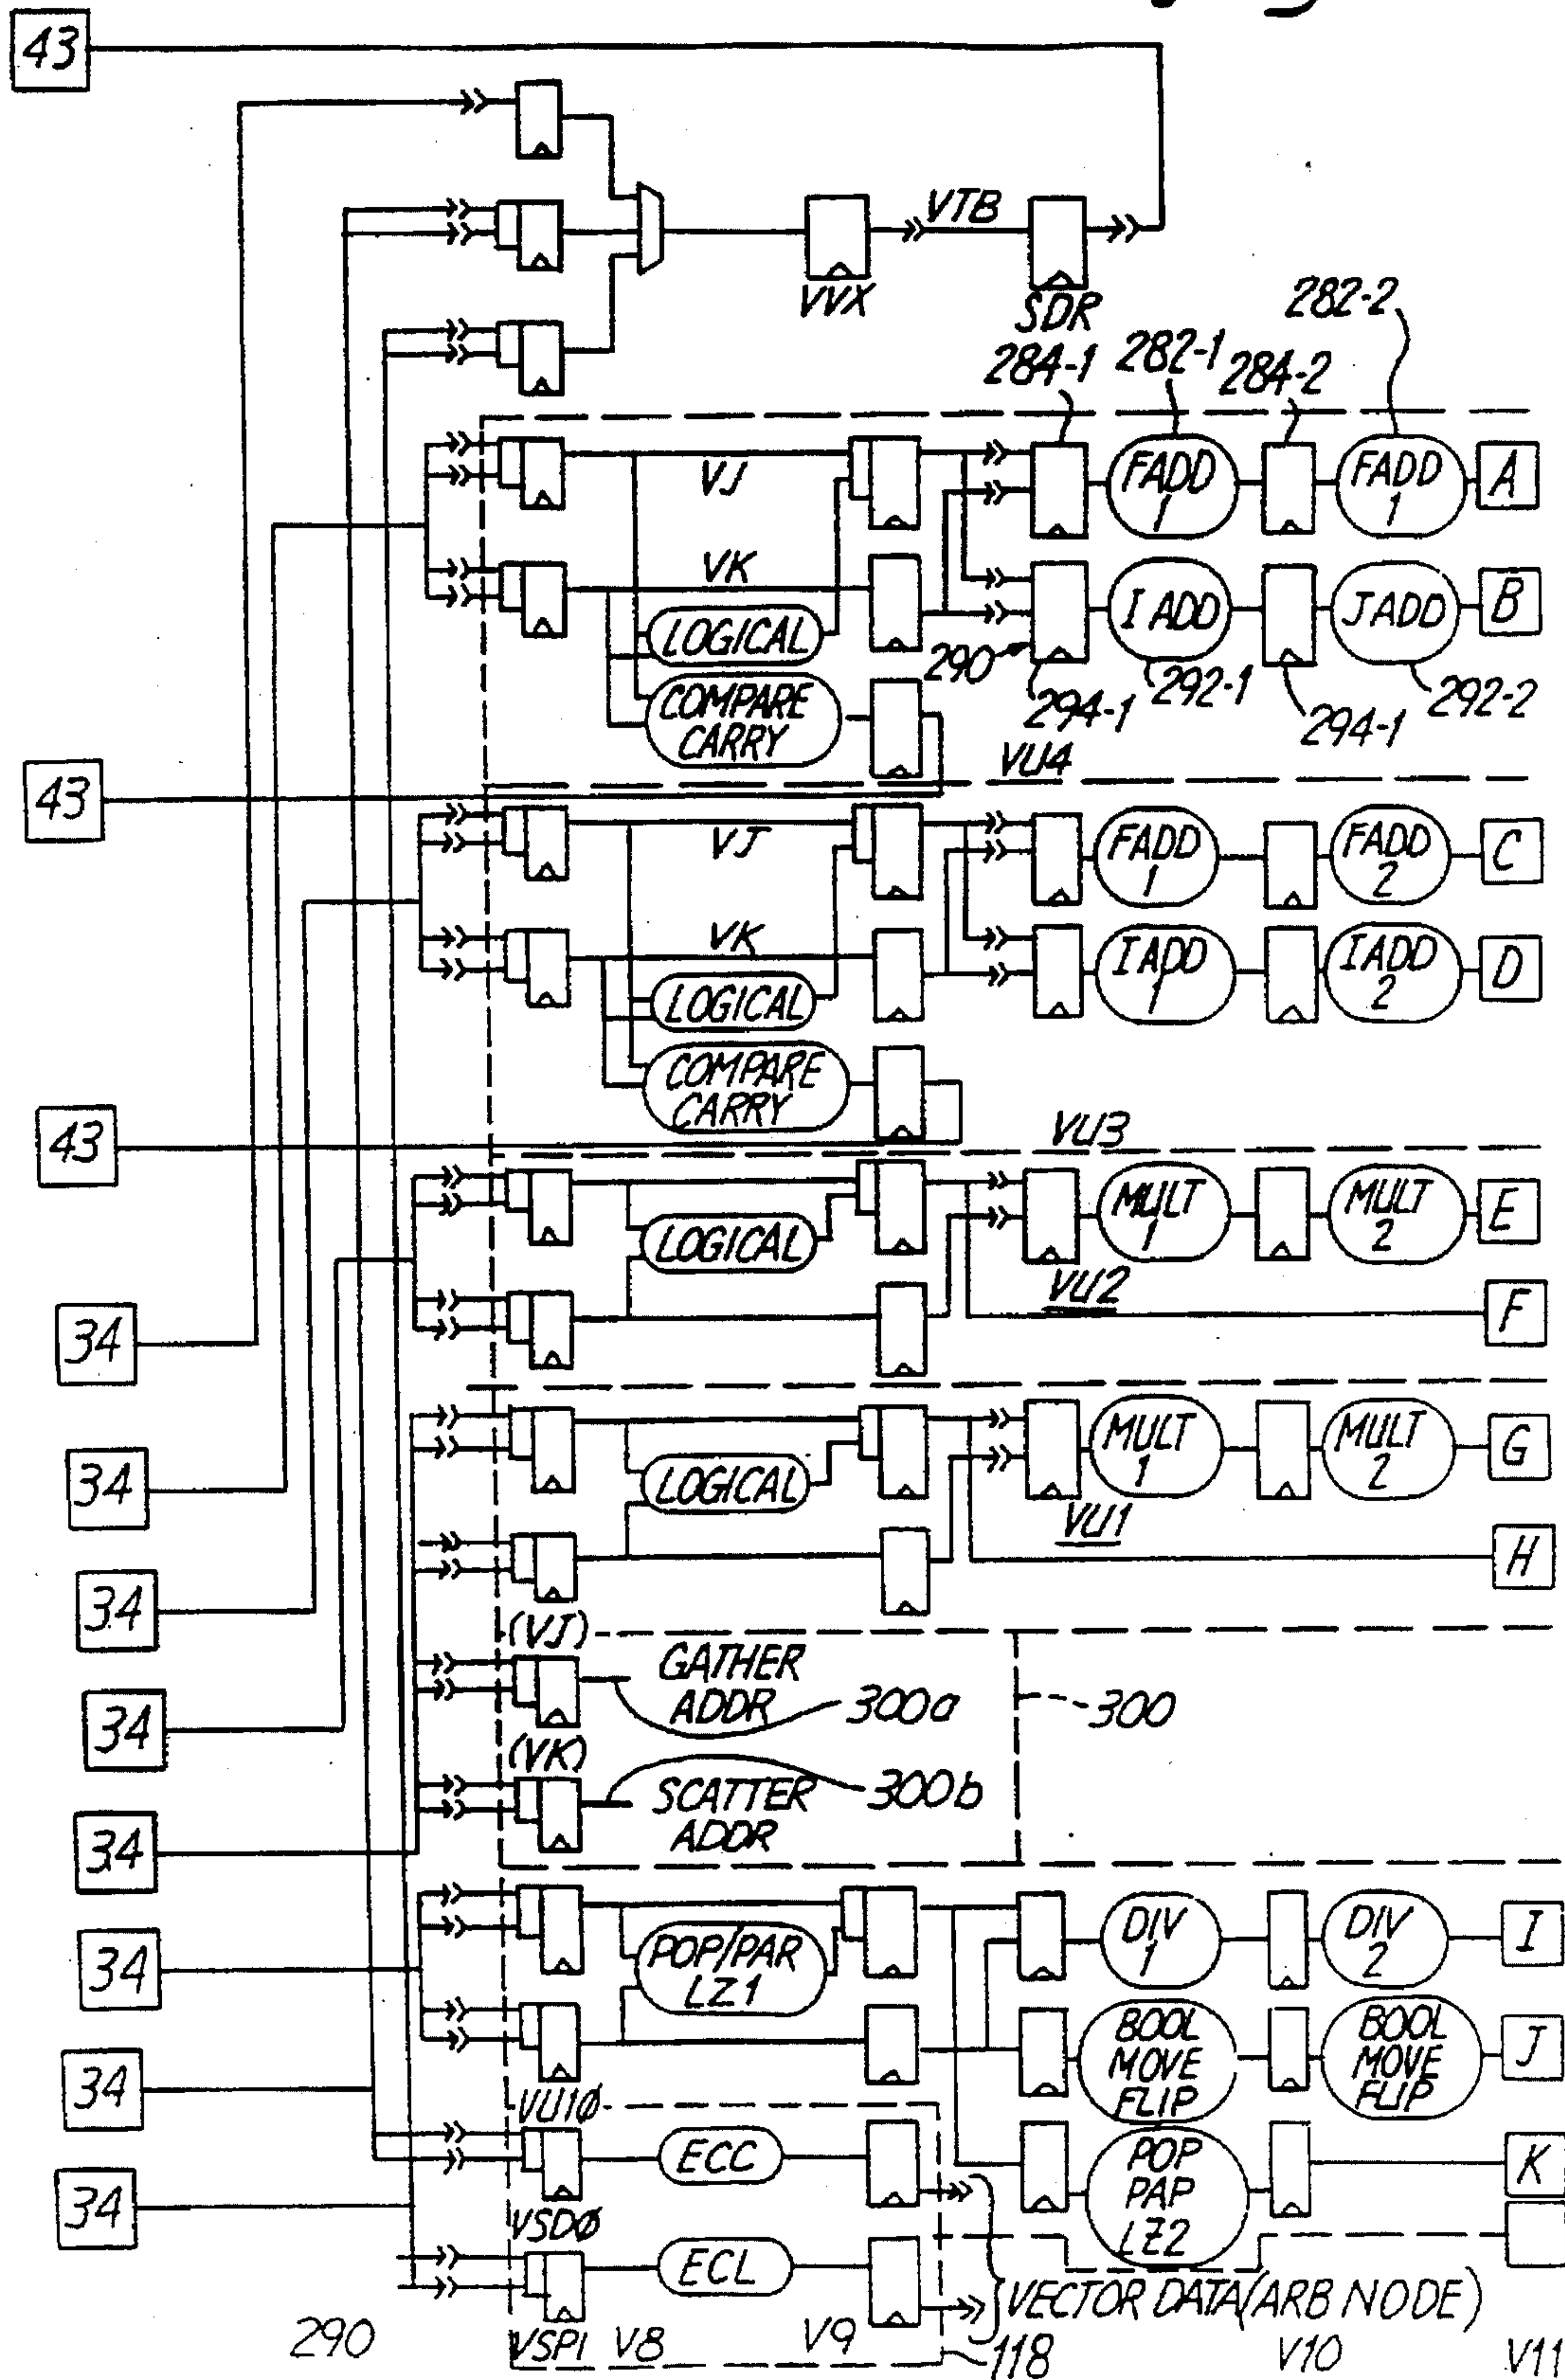 43
VTB
VVX
SDR
282-2
284-1
282-1
284-2
VJ
FADD
1
FADD
1
A
VK
LOGICAL
I ADD
JADD
B
290
294-1
292-1
294-1
292-2
COMPARE
CARRY
VU4
43
VJ
FADD
1
FADD
2
C
VK
LOGICAL
IADD
1
IADD
2
D
COMPARE
CARRY
43
VU3
LOGICAL
MULT
1
MULT
2
E
VU2
F
34
LOGICAL
MULT
1
MULT
2
G
34
VU1
H
34
(VJ)
GATHER
ADDR
300a
300
34
(VK)
SCATTER
ADDR
300b
34
34
POP/PAR
LZ1
DIV
1
DIV
2
I
BOOL
MOVE
FLIP
BOOL
MOVE
FLIP
J
34
VU10
ECC
POP
PAP
LZ2
K
34
VSDØ
ECL
VECTOR DATA (ARB NODE)
290
VSP1
V8
V9
118
V10
V11